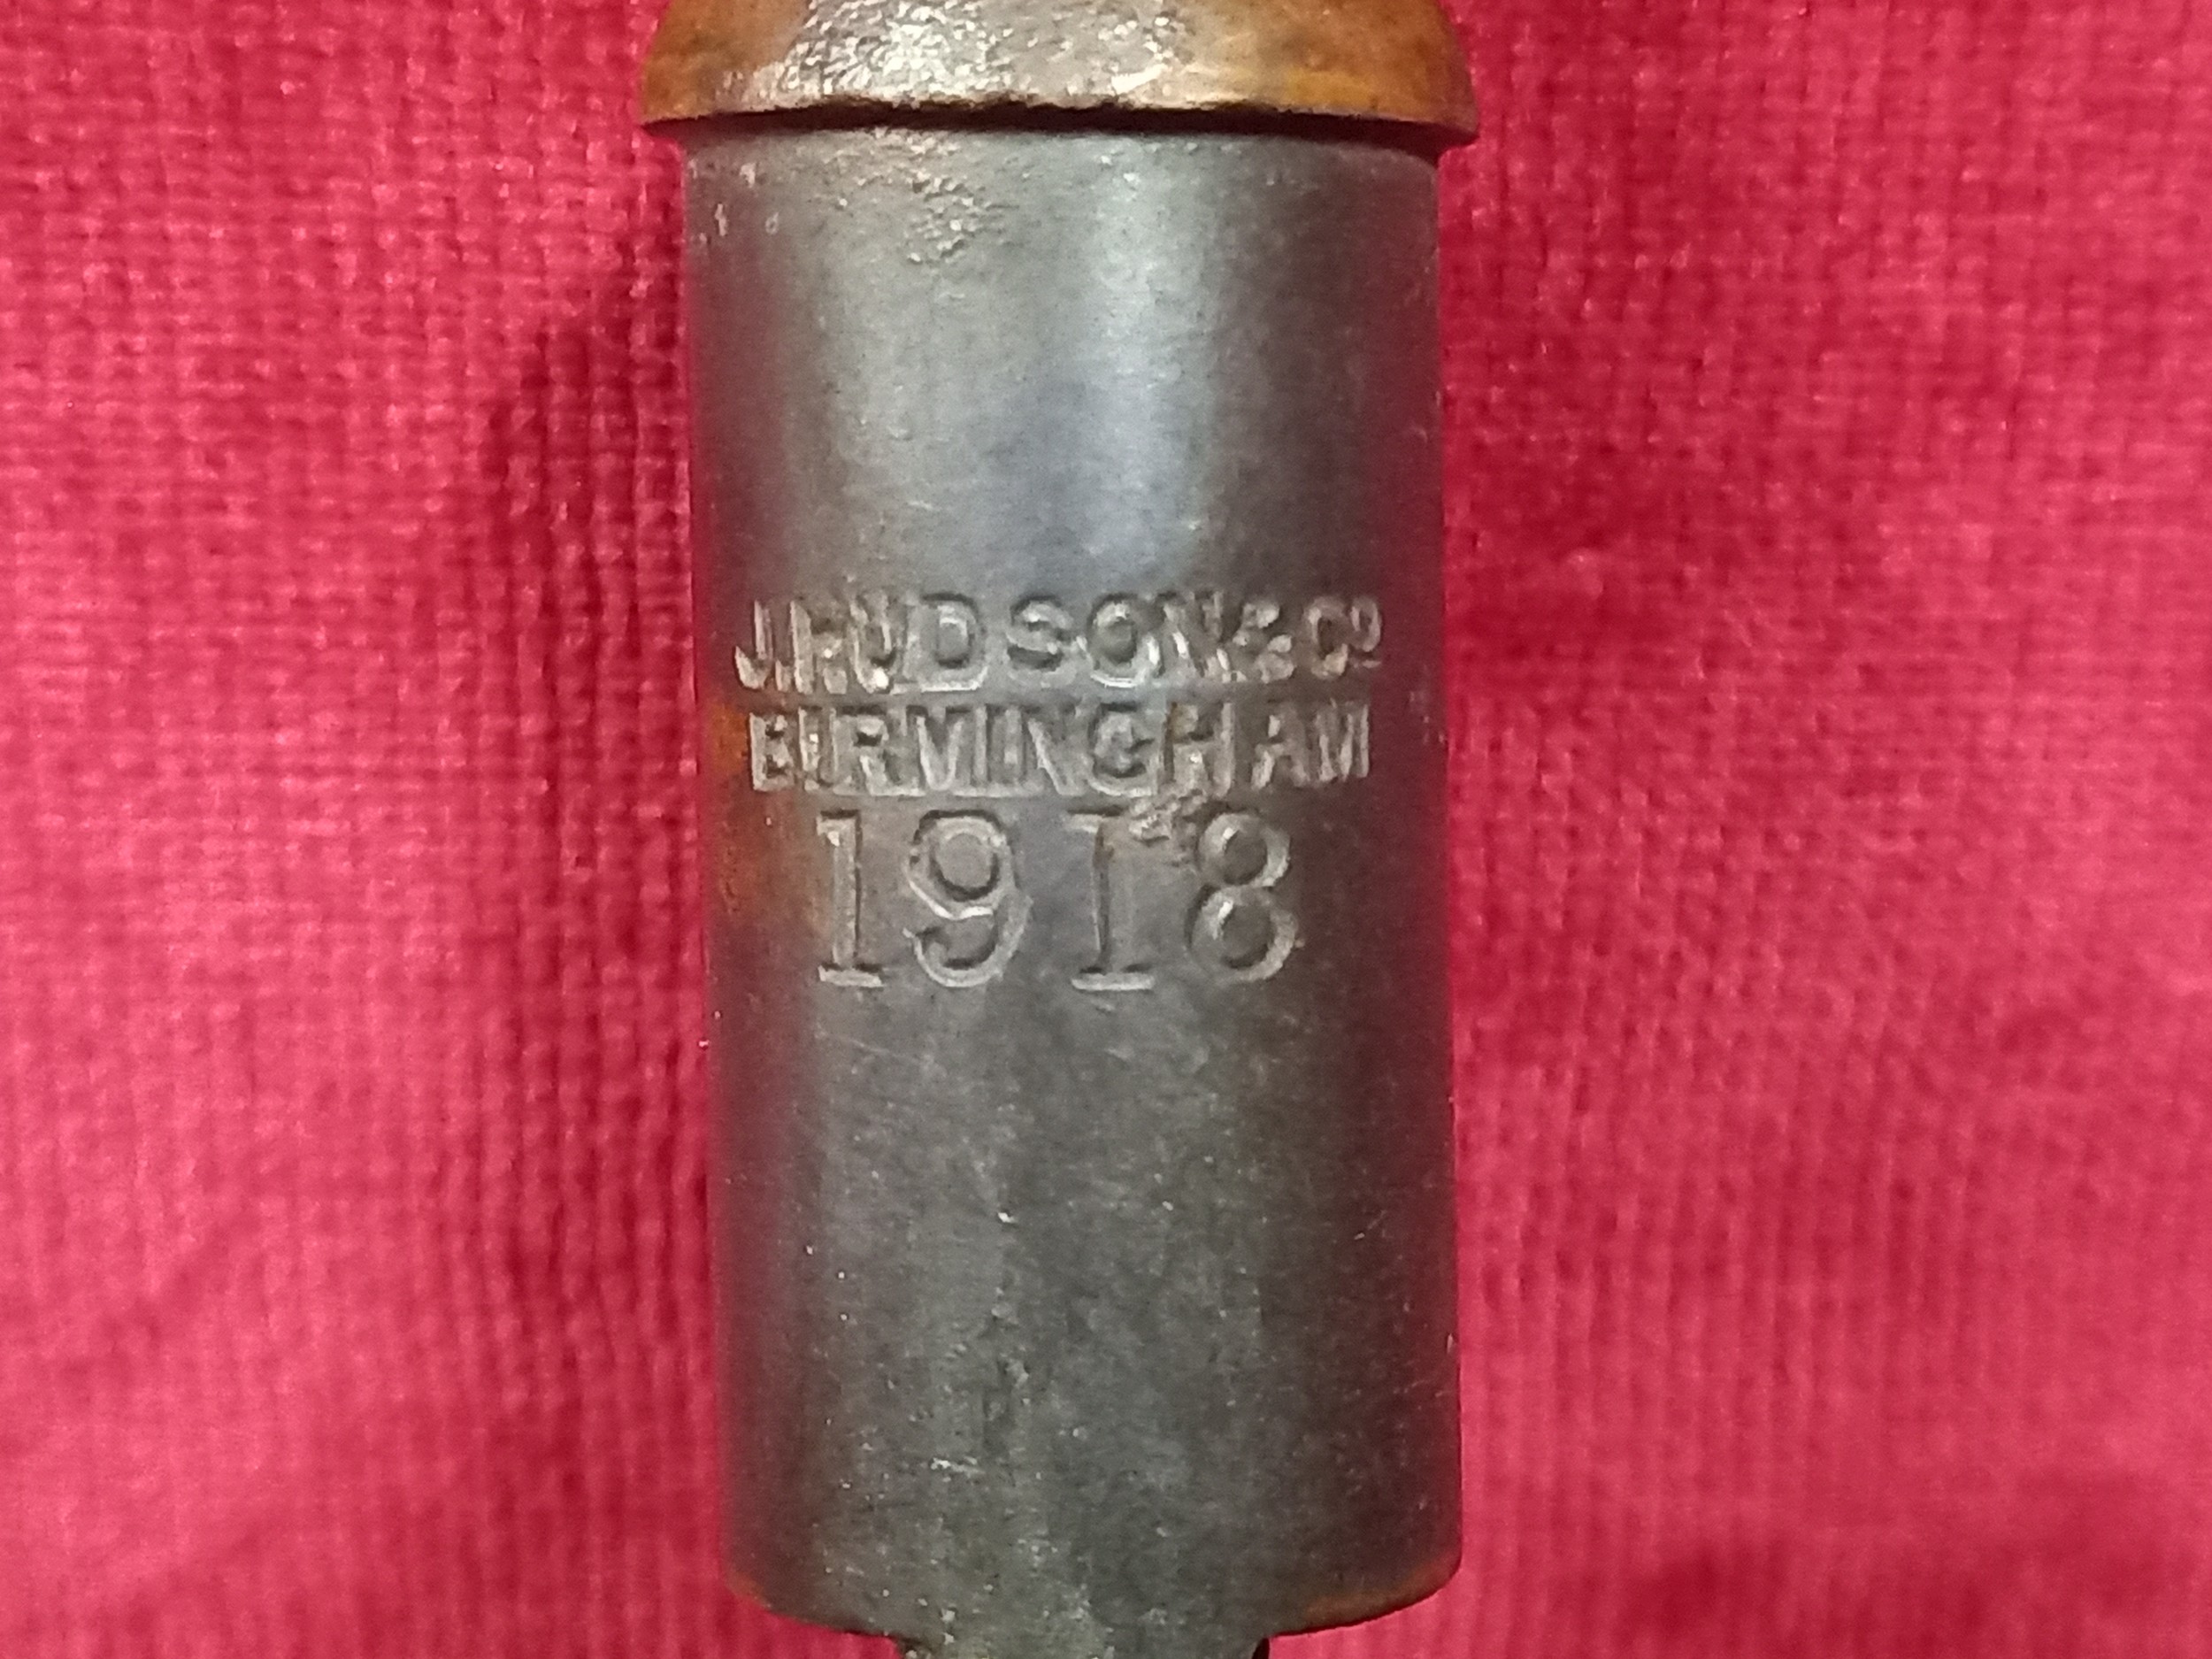 J.HUDSON & Cº
BIRMINGHAM
1918